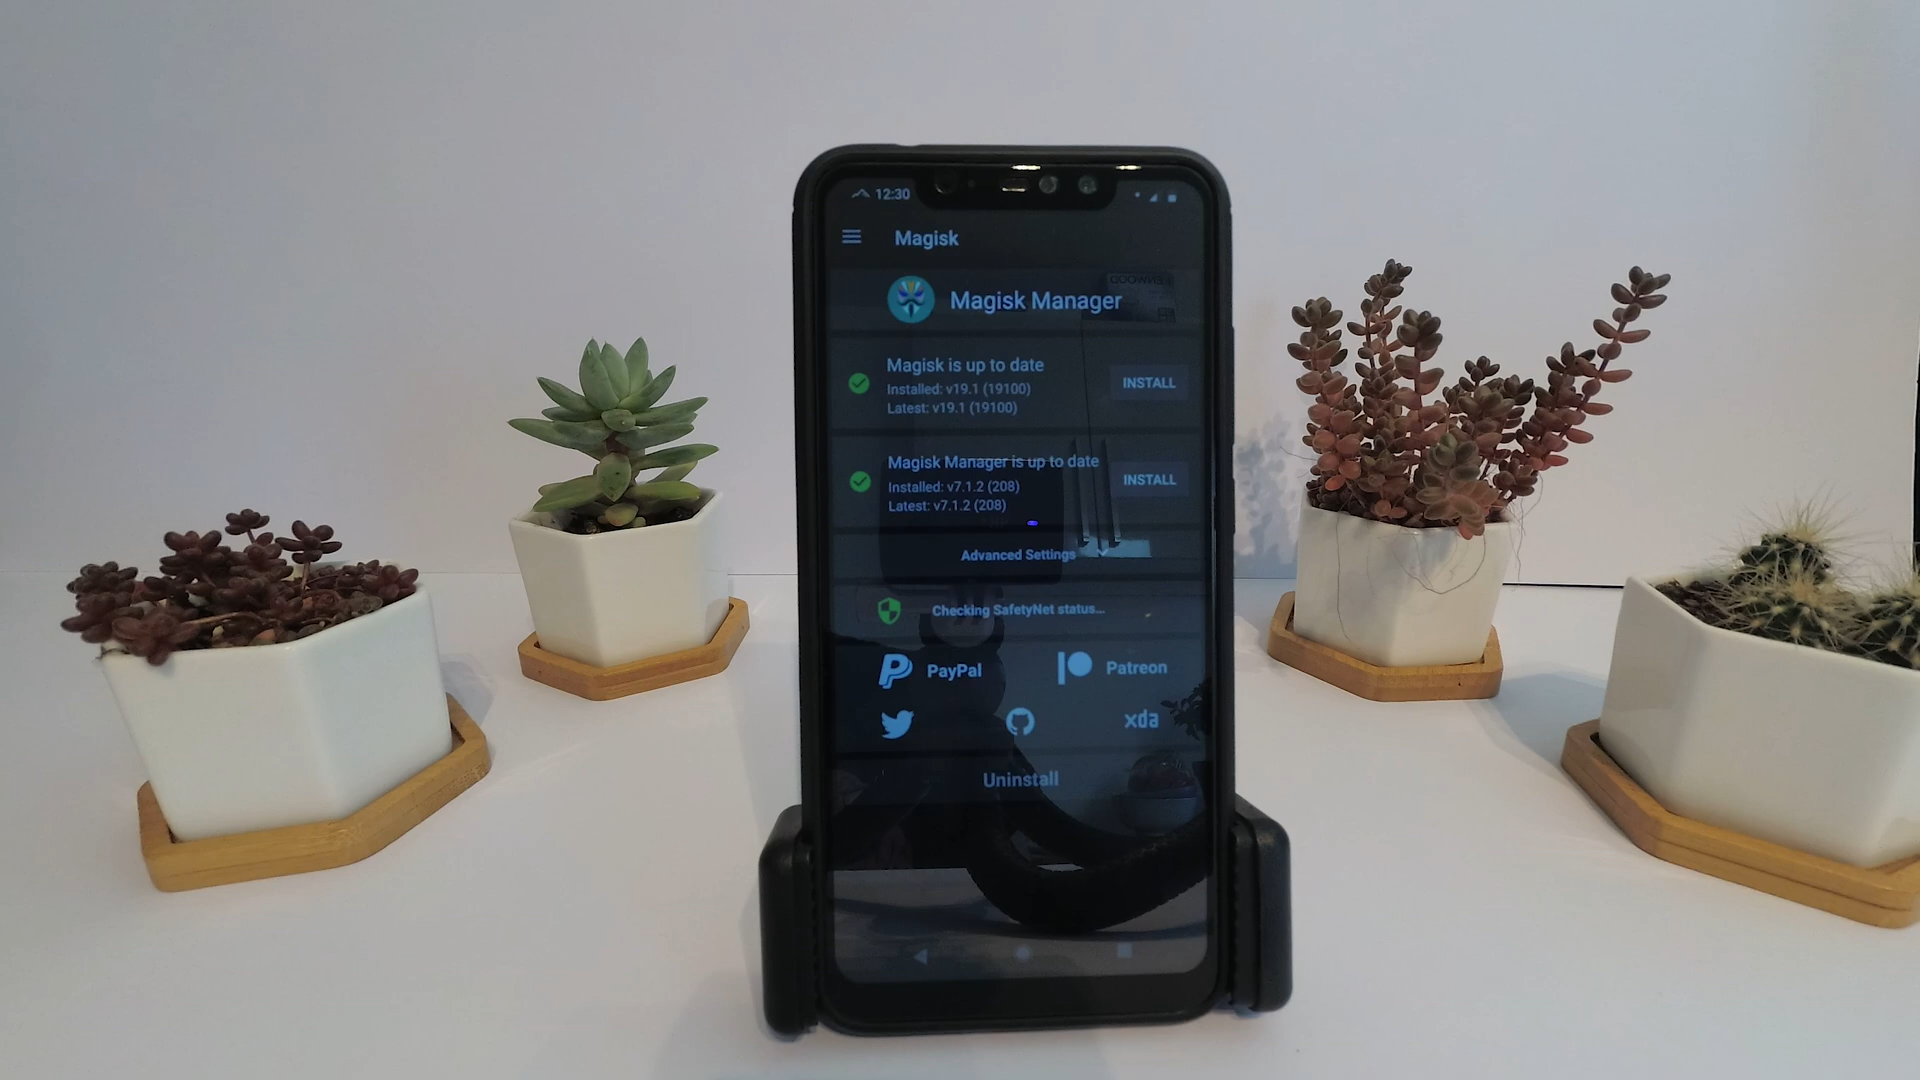 12:30
Magisk
Magisk Manager
Magisk is up to date
Installed: v19.1 (19100)
Latest: v19.1 (19100)
INSTALL
Magisk Manager is up to date
Installed: v7.1.2 (208)
Latest: v7.1.2 (208)
INSTALL
Advanced Settings
Checking SafetyNet status...
PayPal
Patreon
xda
Uninstall